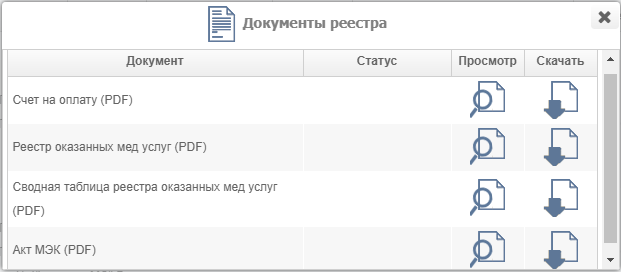 Документы реестра
Документ Статус Просмотр Скачать
Счет на оплату (PDF)
Реестр оказанных мед услуг (PDF)
Сводная таблица реестра оказанных мед услуг
(PDF)
Акт МЭК (PDF)